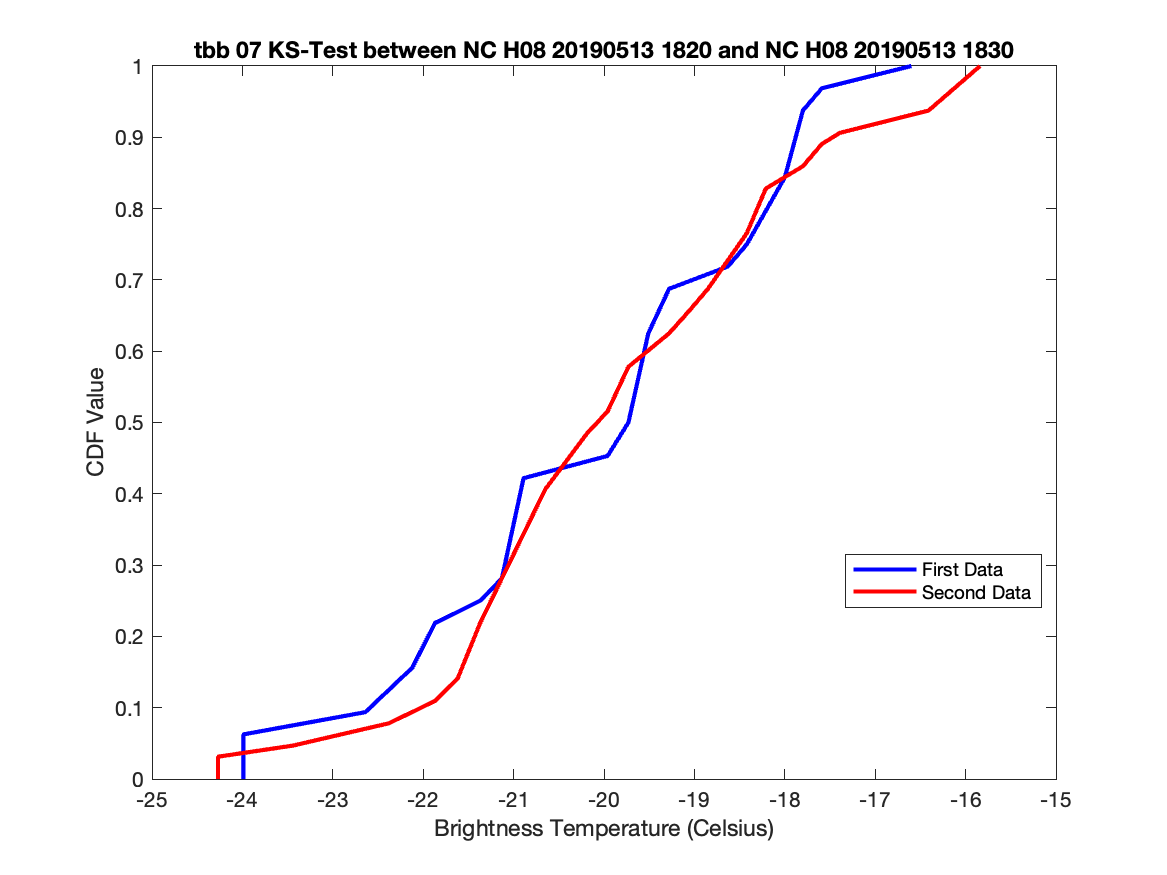 tbb 07 KS-Test between NC H08 20190513 1820 and NC H08 20190513 1830
1
0.9
0.8
0.7
0.6
0.5
0.4
0.3
0.2
0.1
0
CDF Value
First Data
Second Data
-25 -24 -23 -22 -21 -20 -19 -18 -17 -16 -15
Brightness Temperature (Celsius)